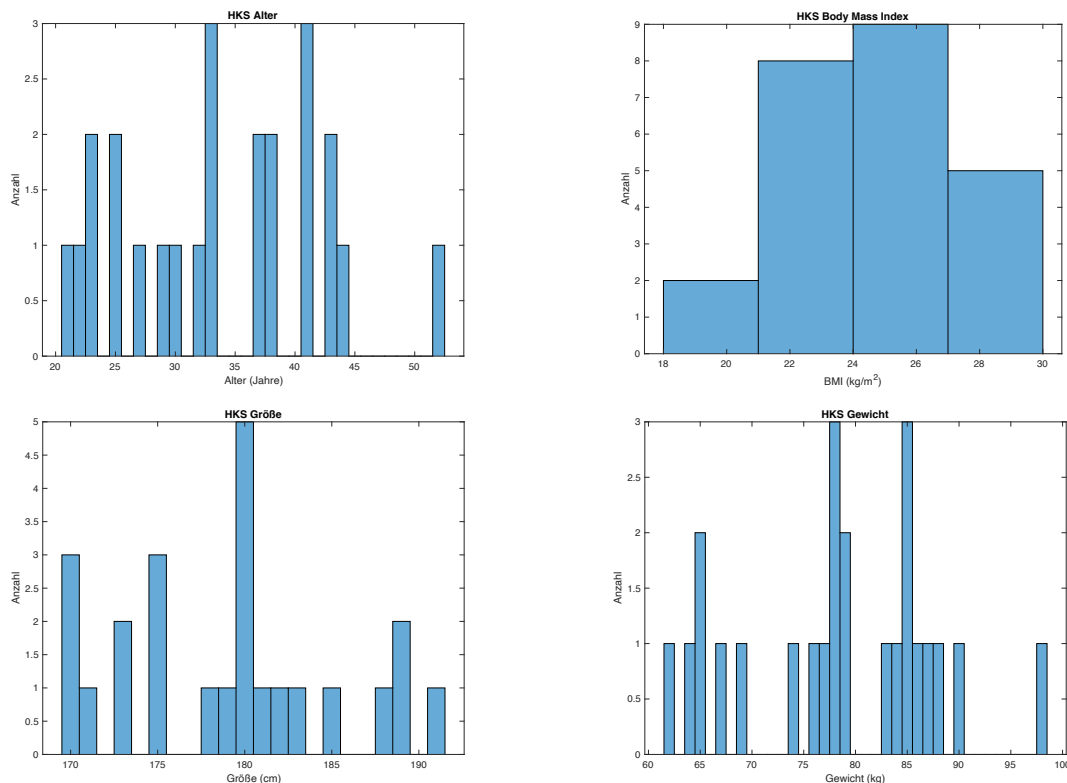 HKS Alter
3
2.5
2
1.5
1
0.5
0
20 25 30 35 40 45 50
Anzahl
Alter (Jahre)
HKS Body Mass Index
9
8
7
6
5
4
3
2
1
0
18 20 22 24 26 28 30
Anzahl
BMI (kg/m²)
HKS Größe
5
4.5
4
3.5
3
2.5
2
1.5
1
0.5
0
170 175 180 185 190
Anzahl
Größe (cm)
HKS Gewicht
3
2.5
2
1.5
1
0.5
0
60 65 70 75 80 85 90 95 100
Anzahl
Gewicht (kg)